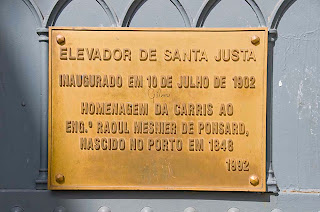 ELEVADOR DE SANTA JUSTA
INAUGURADO EM 10 DE JULHO DE 1902
HOMENAGEM DA CARRIS AO
ENG.º RAOUL MESNIER DE PONSARD,
NASCIDO NO PORTO EM 1848
1992